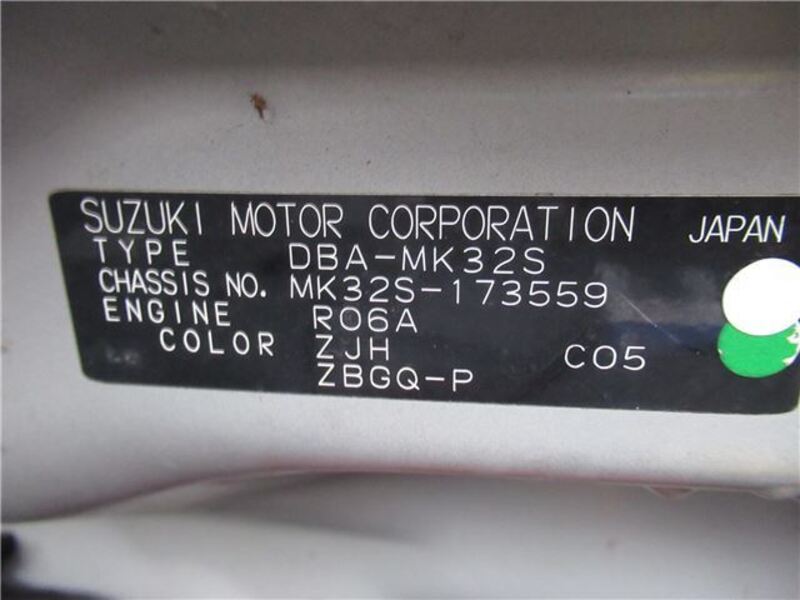 SUZUKI MOTOR CORPORATION JAPAN
TYPE DBA-MK32S
CHASSIS NO. MK32S-173559
ENGINE R06A
COLOR ZJH C05
ZBGQ-P